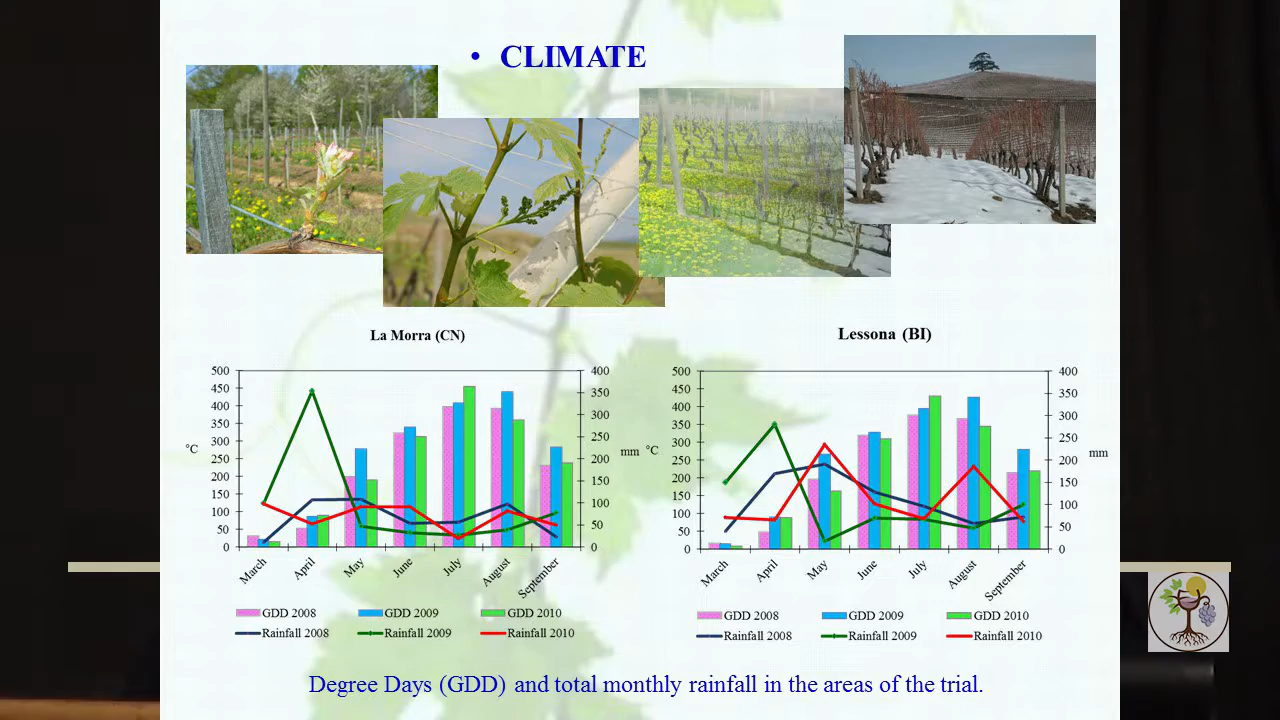 • CLIMATE
La Morra (CN)
500
450
400
350
300
250
200
150
100
50
0
°C
400
350
300
250
200
150
100
50
0
mm
March
April
May
June
July
August
September
GDD 2008
GDD 2009
GDD 2010
Rainfall 2008
Rainfall 2009
Rainfall 2010
Lessona (BI)
500
450
400
350
300
250
200
150
100
50
0
°C
400
350
300
250
200
150
100
50
0
mm
March
April
May
June
July
August
September
GDD 2008
GDD 2009
GDD 2010
Rainfall 2008
Rainfall 2009
Rainfall 2010
Degree Days (GDD) and total monthly rainfall in the areas of the trial.